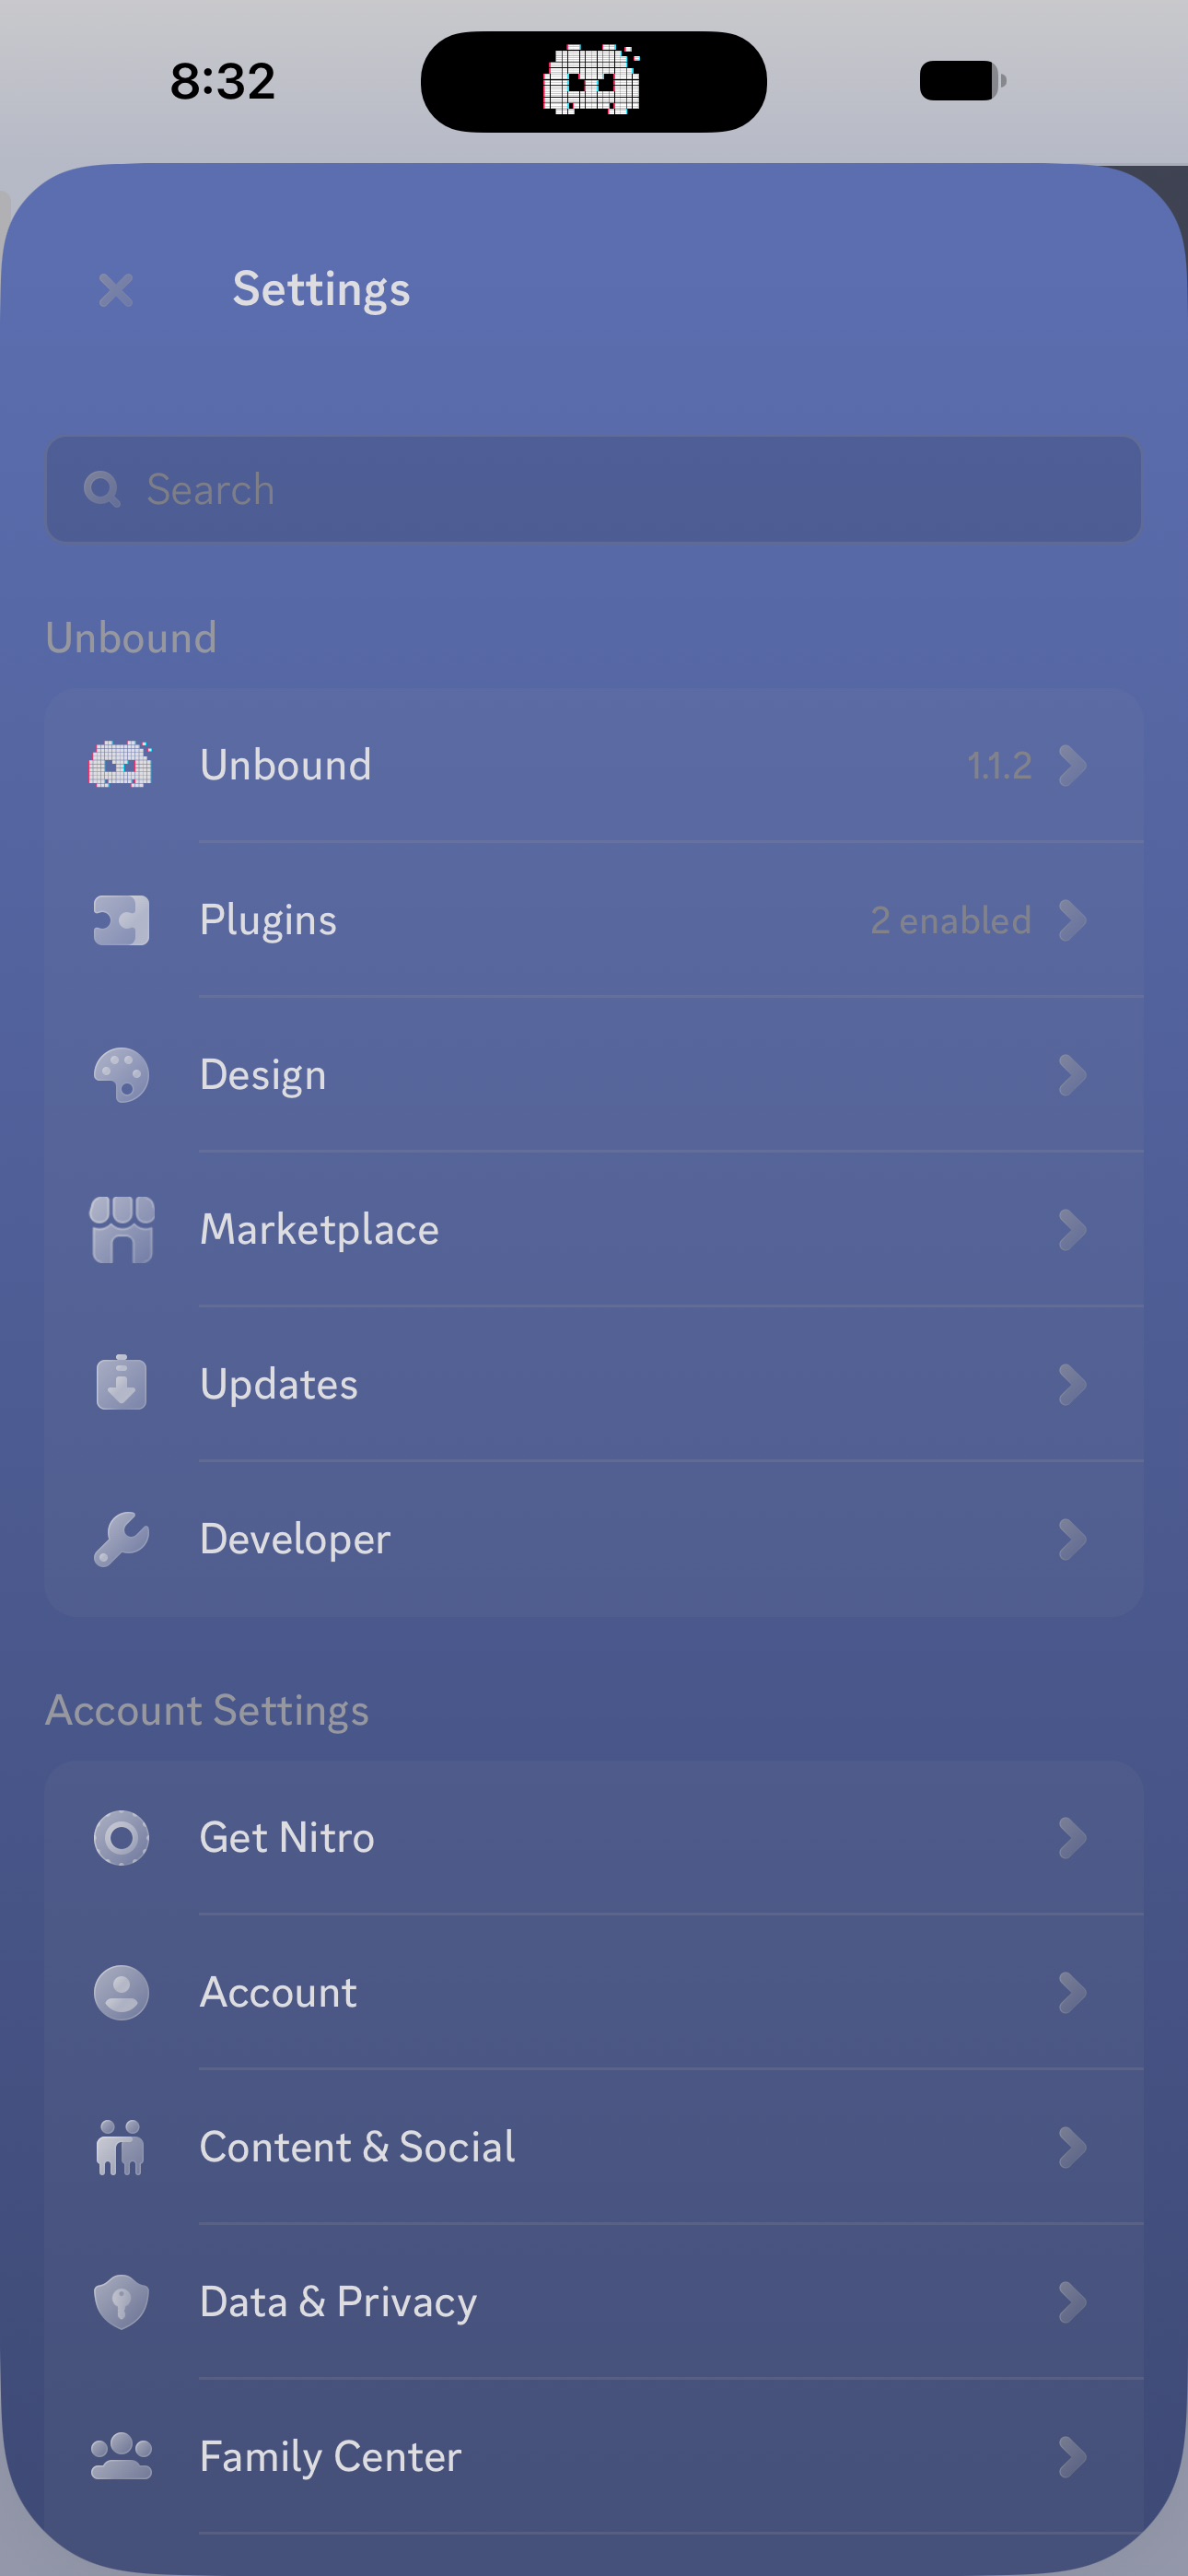 8:32
Settings
Search
Unbound
Unbound 1.1.2
Plugins 2 enabled
Design
Marketplace
Updates
Developer
Account Settings
Get Nitro
Account
Content & Social
Data & Privacy
Family Center